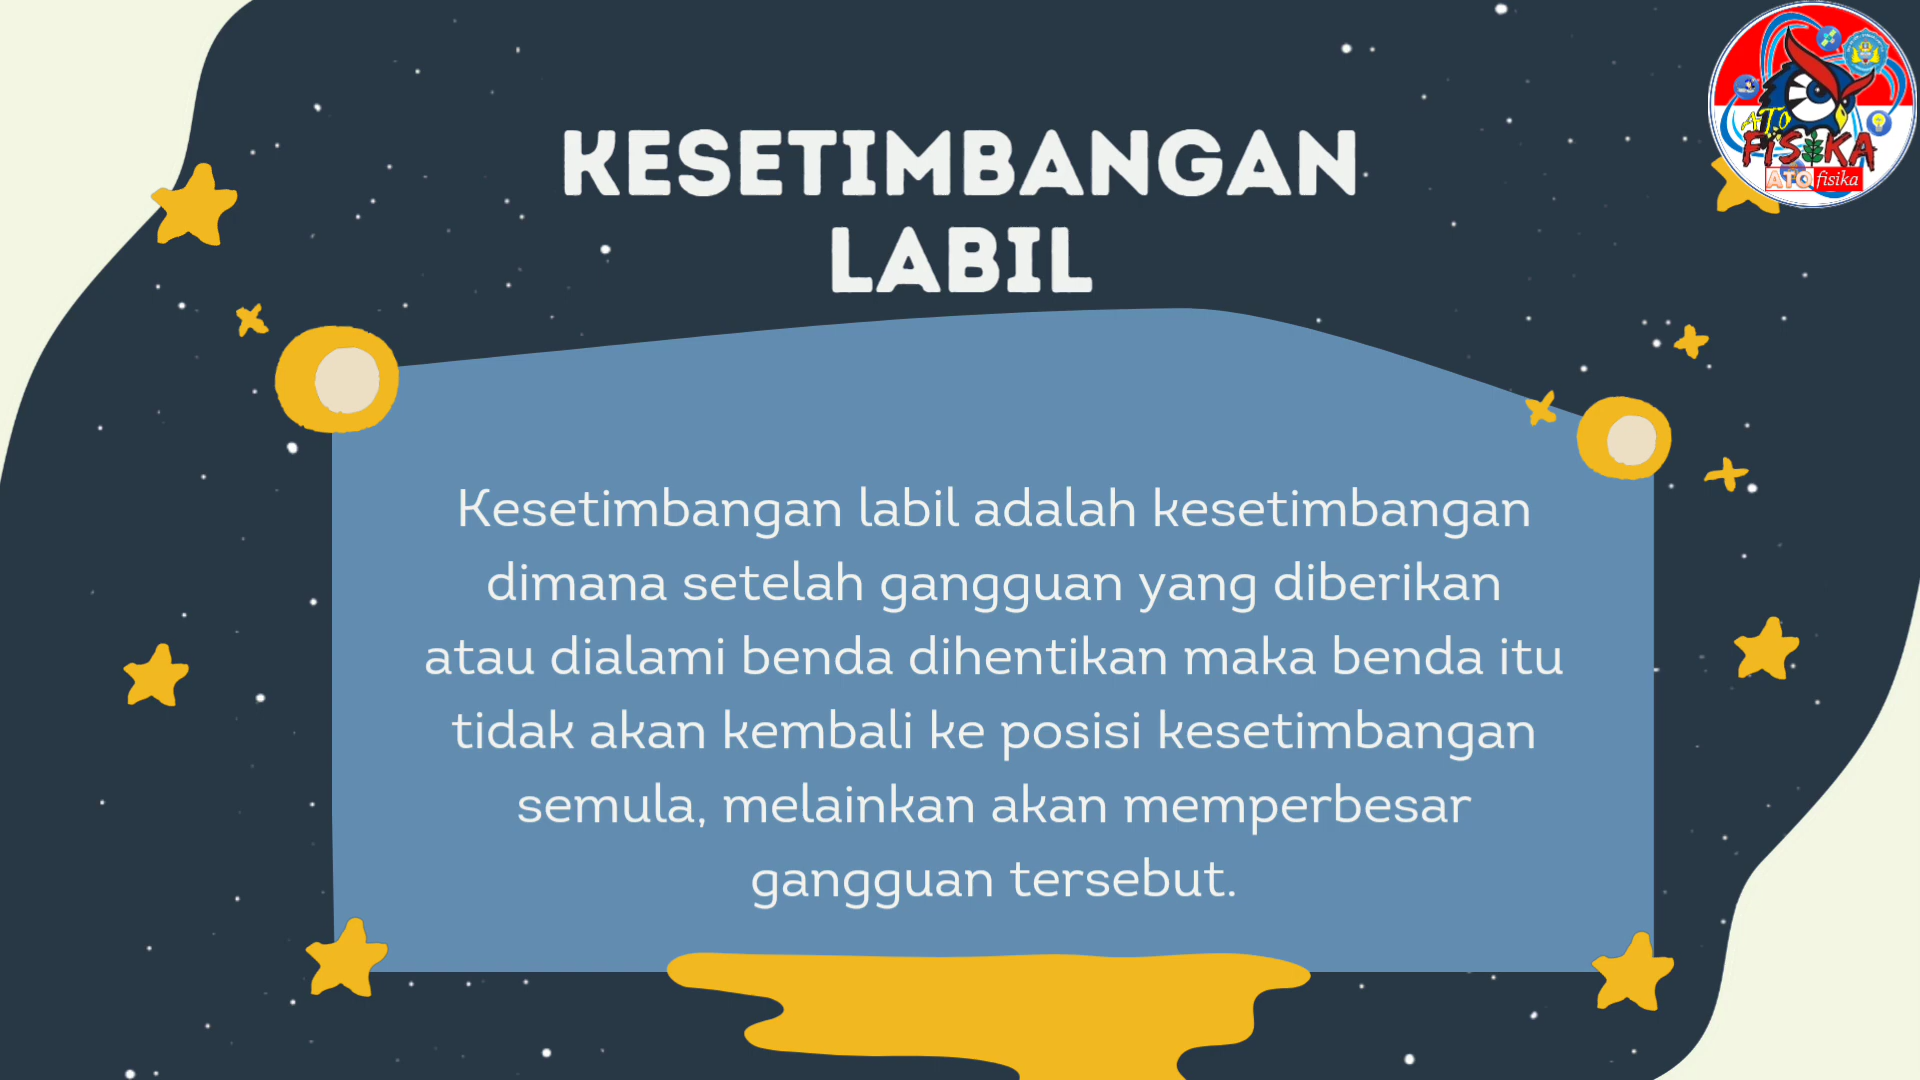 KESETIMBANGAN
LABIL
Kesetimbangan labil adalah kesetimbangan
dimana setelah gangguan yang diberikan
atau dialami benda dihentikan maka benda itu
tidak akan kembali ke posisi kesetimbangan
semula, melainkan akan memperbesar
gangguan tersebut.
ATO
FISIKA
ATO fisika